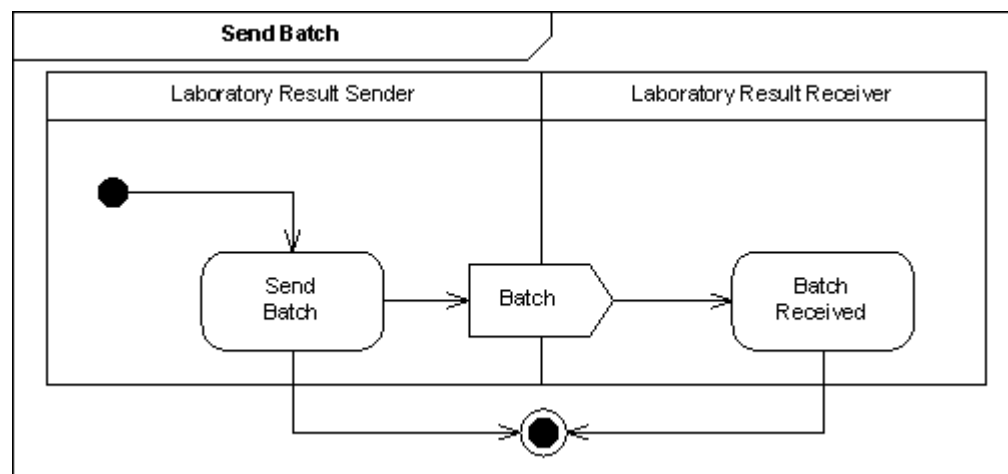 Send Batch
Laboratory Result Sender
Laboratory Result Receiver
Send
Batch
Batch
Batch
Received